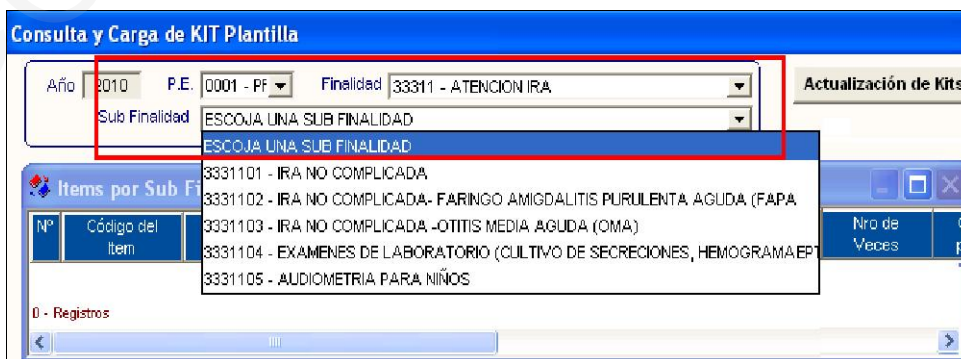 Consulta y Carga de KIT Plantilla
Año 2010 P.E. 0001 - PF Finalidad 33311 - ATENCION IRA Actualización de Kits
Sub Finalidad ESCOJA UNA SUB FINALIDAD
ESCOJA UNA SUB FINALIDAD
3331101 - IRA NO COMPLICADA
3331102 - IRA NO COMPLICADA- FARINGO AMIGDALITIS PURULENTA AGUDA (FAPA
3331103 - IRA NO COMPLICADA -OTITIS MEDIA AGUDA (OMA)
3331104 - EXAMENES DE LABORATORIO (CULTIVO DE SECRECIONES, HEMOGRAMA EPT
3331105 - AUDIOMETRIA PARA NIÑOS
Items por Sub Fi
Nº Código del Item Nro de Veces
0 - Registros